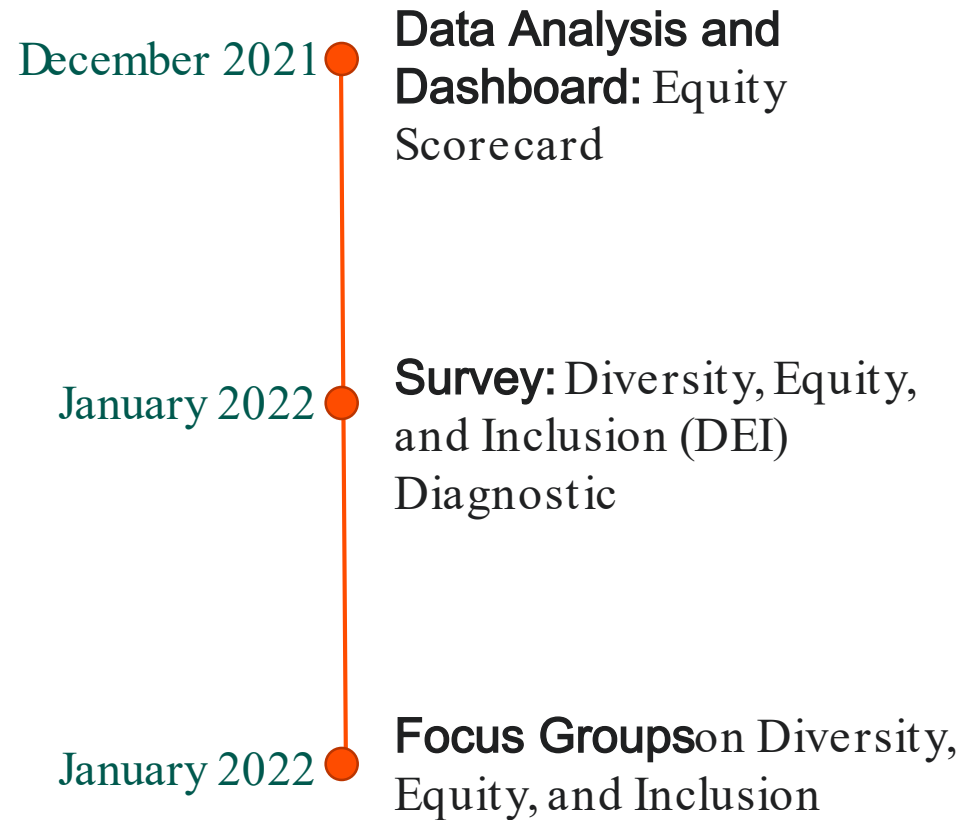 December 2021
Data Analysis and
Dashboard: Equity
Scorecard
January 2022
Survey: Diversity, Equity,
and Inclusion (DEI)
Diagnostic
January 2022
Focus Groupson Diversity,
Equity, and Inclusion